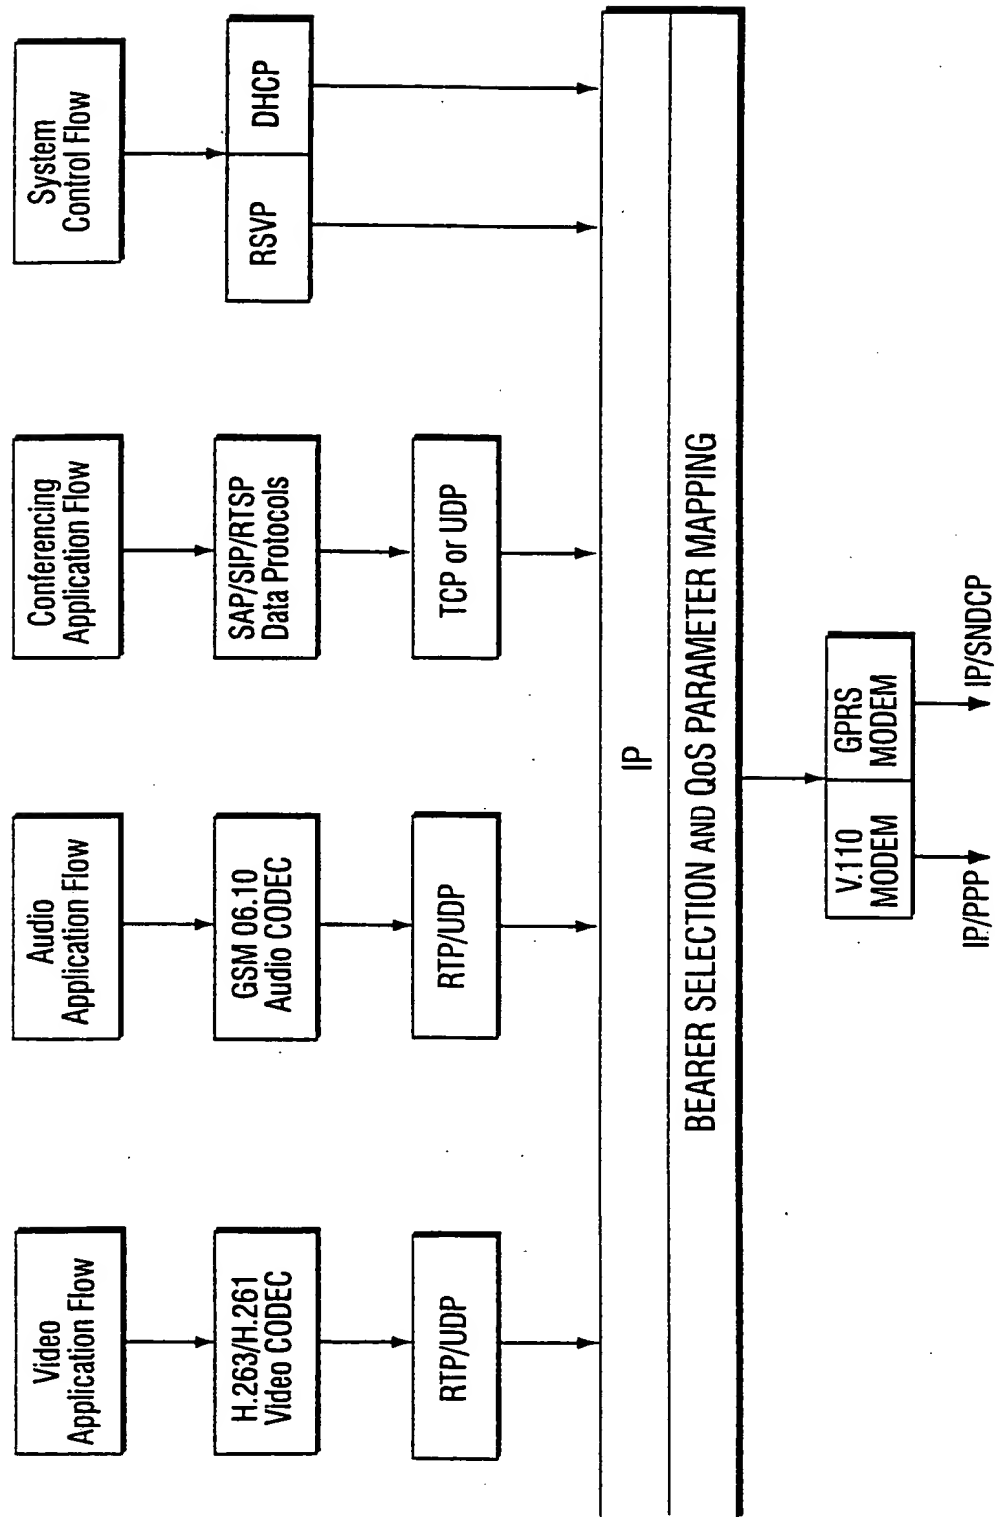 Video
Application Flow
H.263/H.261
Video CODEC
RTP/UDP
Audio
Application Flow
GSM 06.10
Audio CODEC
RTP/UDP
Conferencing
Application Flow
SAP/SIP/RTSP
Data Protocols
TCP or UDP
System
Control Flow
RSVP
DHCP
IP
BEARER SELECTION AND QoS PARAMETER MAPPING
V.110
MODEM
GPRS
MODEM
IP/PPP
IP/SNDCP